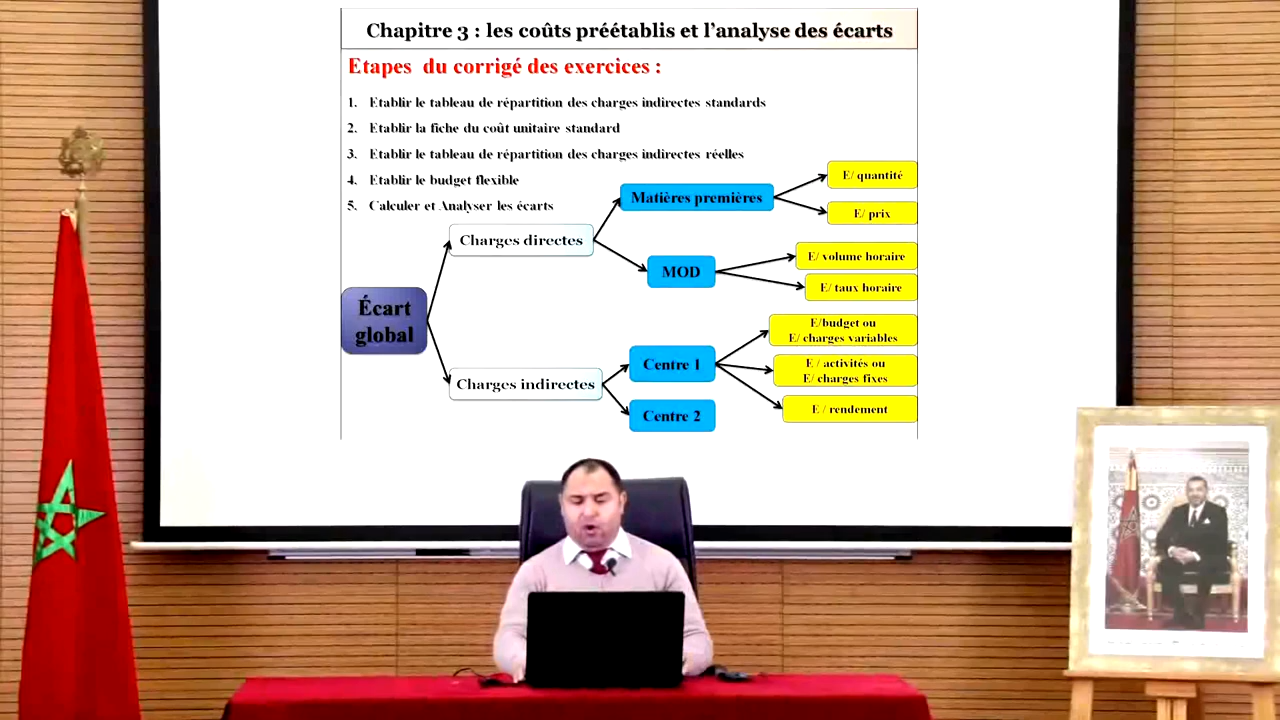 Chapitre 3 : les coûts préétablis et l'analyse des écarts
Etapes du corrigé des exercices :
1. Etablir le tableau de répartition des charges indirectes standards
2. Etablir la fiche du coût unitaire standard
3. Etablir le tableau de répartition des charges indirectes réelles
4. Etablir le budget flexible
5. Calculer et Analyser les écarts
Matières premières
E/ quantité
E/ prix
Charges directes
MOD
E/ volume horaire
E/ taux horaire
Écart
global
E/budget ou
E/ charges variables
Centre 1
E / activités ou
E/ charges fixes
Charges indirectes
E / rendement
Centre 2